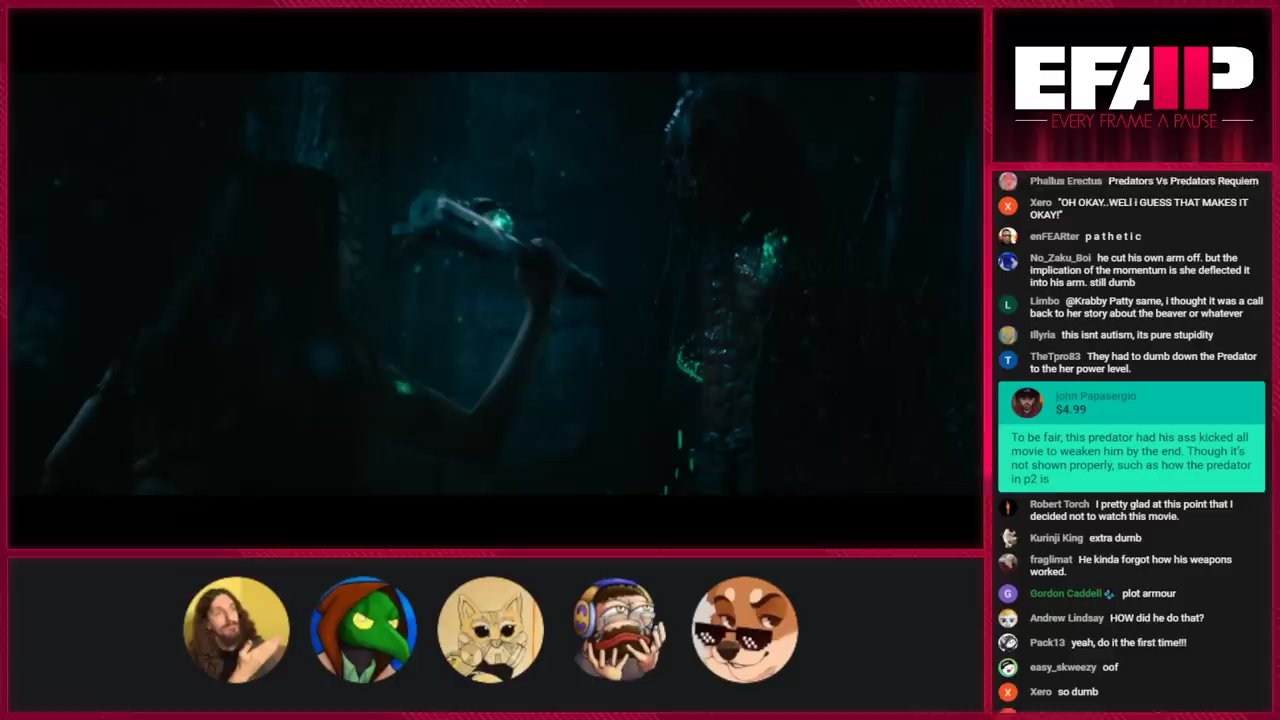 EFAP
EVERY FRAME A PAUSE
Phallus Erectus Predators Vs Predators Requiem
Xero "OH OKAY..WELl i GUESS THAT MAKES IT
OKAY!"
enFEARter p a t h e t i c
No_Zaku_Boi he cut his own arm off. but the
implication of the momentum is she deflected it
into his arm. still dumb
Limbo @Krabby Patty same, i thought it was a call
back to her story about the beaver or whatever
Illyria this isnt autism, its pure stupidity
TheTpro83 They had to dumb down the Predator
to the her power level.
john Papasergio
$4.99
To be fair, this predator had his ass kicked all
movie to weaken him by the end. Though it's
not shown properly, such as how the predator
in p2 is
Robert Torch I pretty glad at this point that I
decided not to watch this movie.
Kurinji King extra dumb
fraglimat He kinda forgot how his weapons
worked.
Gordon Caddell plot armour
Andrew Lindsay HOW did he do that?
Pack13 yeah, do it the first time!!!
easy_skweezy oof
Xero so dumb